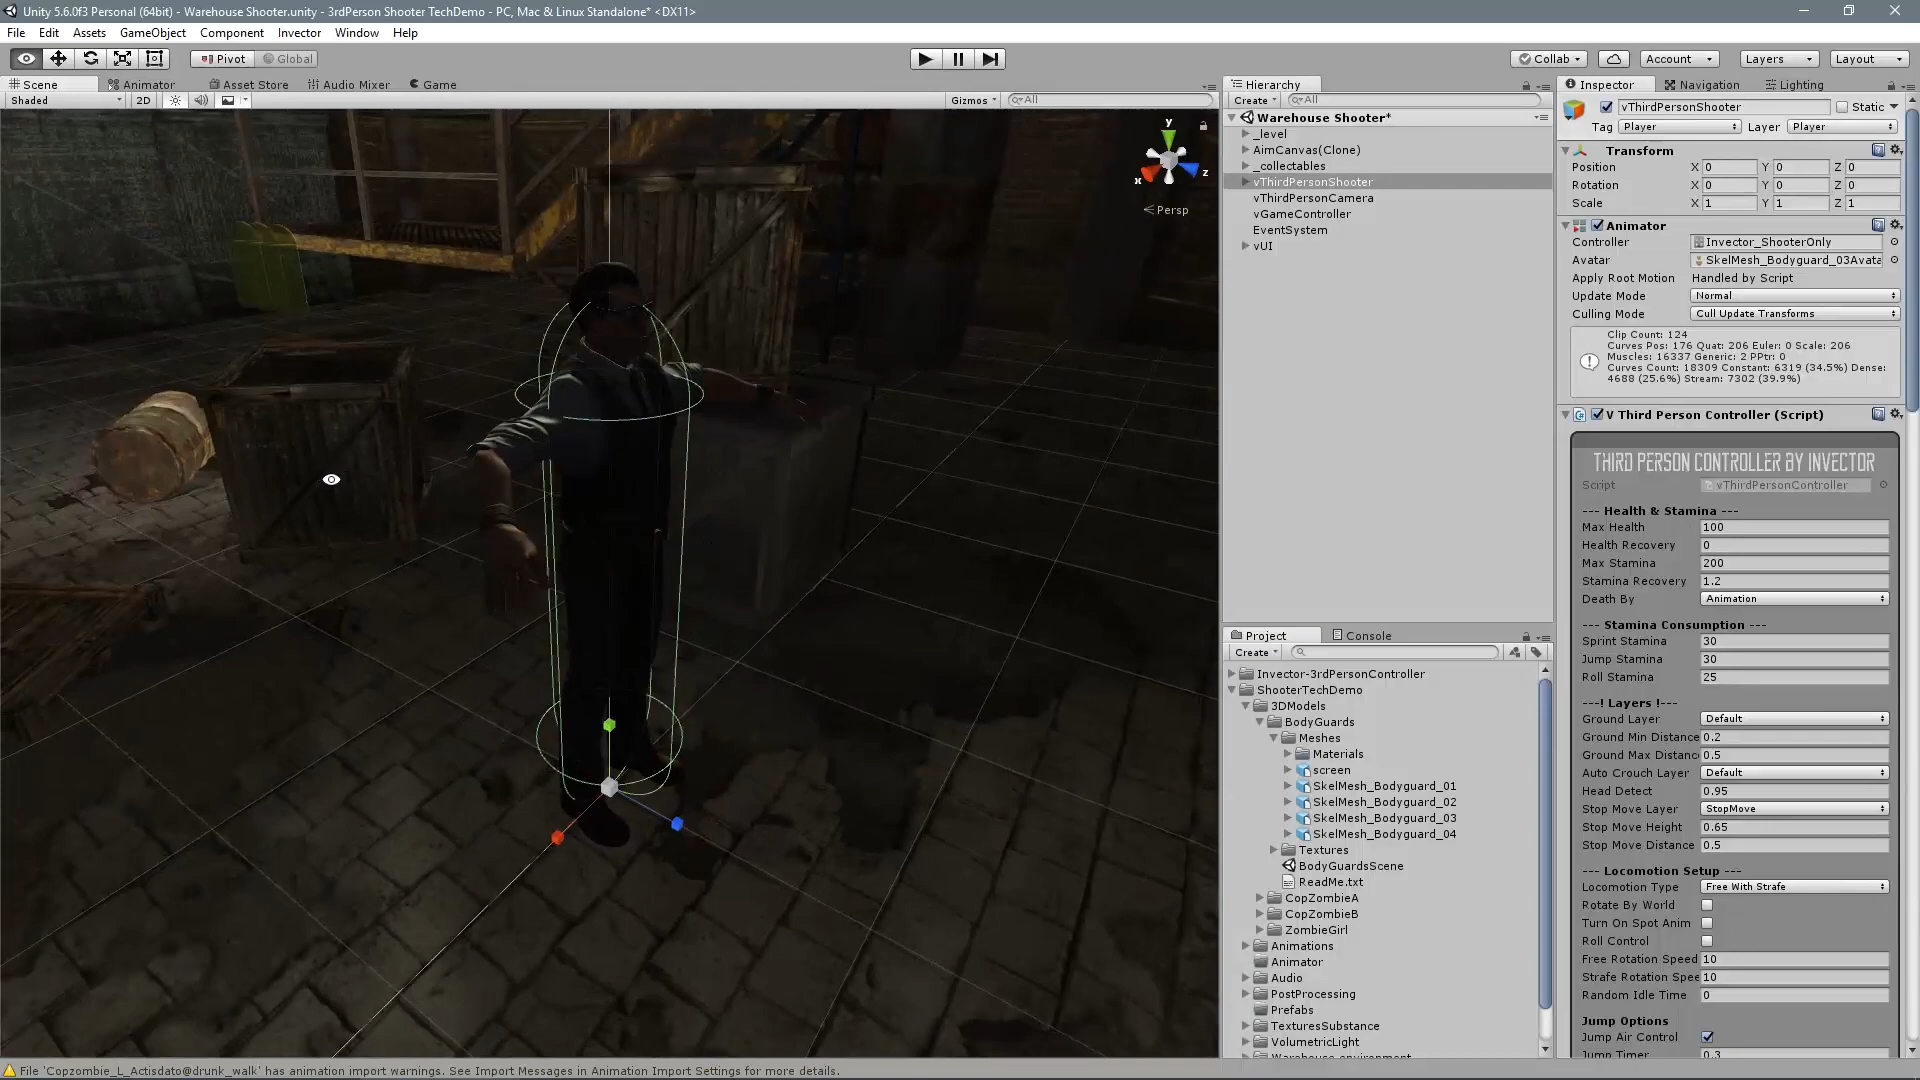 Unity 5.6.0f3 Personal (64bit) - Warehouse Shooter.unity - 3rdPerson Shooter TechDemo - PC, Mac & Linux Standalone* <DX11>
File Edit Assets GameObject Component Invector Window Help
Pivot Global Collab Account Layers Layout
Scene Animator Asset Store Audio Mixer Game
Shaded 2D Gizmos All
y
x
z
Persp
Hierarchy
Create All
Warehouse Shooter*
_level
AimCanvas(Clone)
_collectables
vThirdPersonShooter
vThirdPersonCamera
vGameController
EventSystem
vUI
Project Console
Create
Invector-3rdPersonController
ShooterTechDemo
3DModels
BodyGuards
Meshes
Materials
screen
SkelMesh_Bodyguard_01
SkelMesh_Bodyguard_02
SkelMesh_Bodyguard_03
SkelMesh_Bodyguard_04
Textures
BodyGuardsScene
ReadMe.txt
CopZombieA
CopZombieB
ZombieGirl
Animations
Animator
Audio
PostProcessing
Prefabs
TexturesSubstance
VolumetricLight
Warehouse environment
Inspector Navigation Lighting
vThirdPersonShooter Static
Tag Player Layer Player
Transform
Position X 0 Y 0 Z 0
Rotation X 0 Y 0 Z 0
Scale X 1 Y 1 Z 1
Animator
Controller Invector_ShooterOnly
Avatar SkelMesh_Bodyguard_03Avata
Apply Root Motion Handled by Script
Update Mode Normal
Culling Mode Cull Update Transforms
Clip Count: 124
Curves Pos: 176 Quat: 206 Euler: 0 Scale: 206
Muscles: 16337 Generic: 2 PPtr: 0
Curves Count: 18309 Constant: 6319 (34.5%) Dense:
4688 (25.6%) Stream: 7302 (39.9%)
V Third Person Controller (Script)
THIRD PERSON CONTROLLER BY INVECTOR
Script vThirdPersonController
--- Health & Stamina ---
Max Health 100
Health Recovery 0
Max Stamina 200
Stamina Recovery 1.2
Death By Animation
--- Stamina Consumption ---
Sprint Stamina 30
Jump Stamina 30
Roll Stamina 25
---! Layers !---
Ground Layer Default
Ground Min Distance 0.2
Ground Max Distanc 0.5
Auto Crouch Layer Default
Head Detect 0.95
Stop Move Layer StopMove
Stop Move Height 0.65
Stop Move Distance 0.5
--- Locomotion Setup ---
Locomotion Type Free With Strafe
Rotate By World
Turn On Spot Anim
Roll Control
Free Rotation Speed 10
Strafe Rotation Spee 10
Random Idle Time 0
Jump Options
Jump Air Control
Jump Timer 0.3
File 'Copzombie_L_Actisdato@drunk_walk' has animation import warnings. See Import Messages in Animation Import Settings for more details.